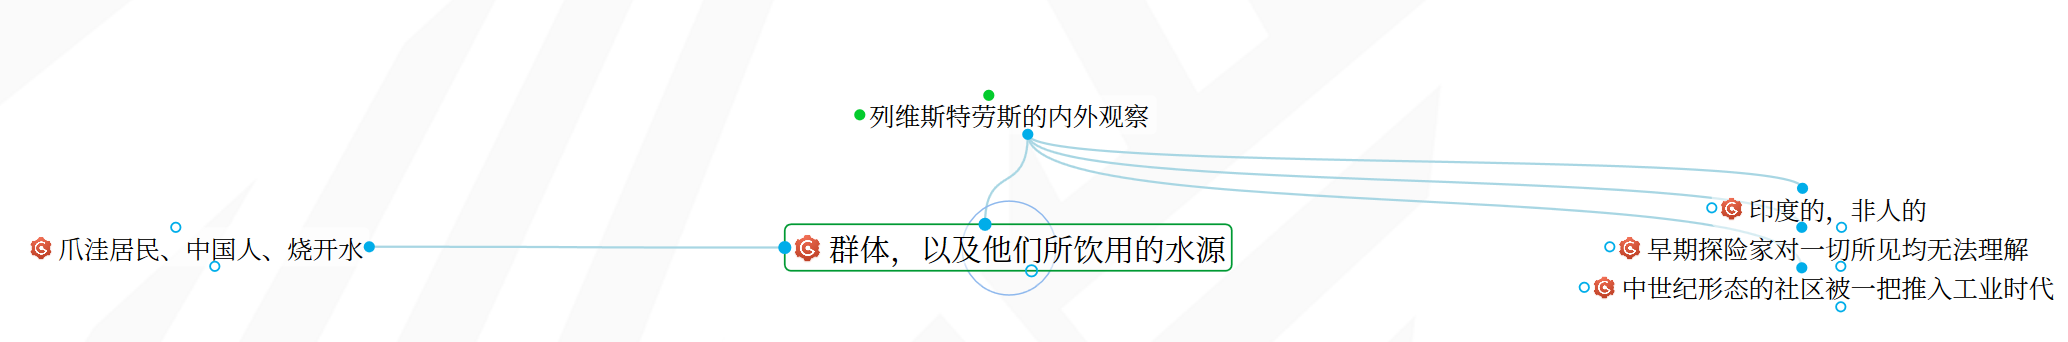 列维斯特劳斯的内外观察
印度的，非人的
爪洼居民、中国人、烧开水
群体，以及他们所饮用的水源
早期探险家对一切所见均无法理解
中世纪形态的社区被一把推入工业时代